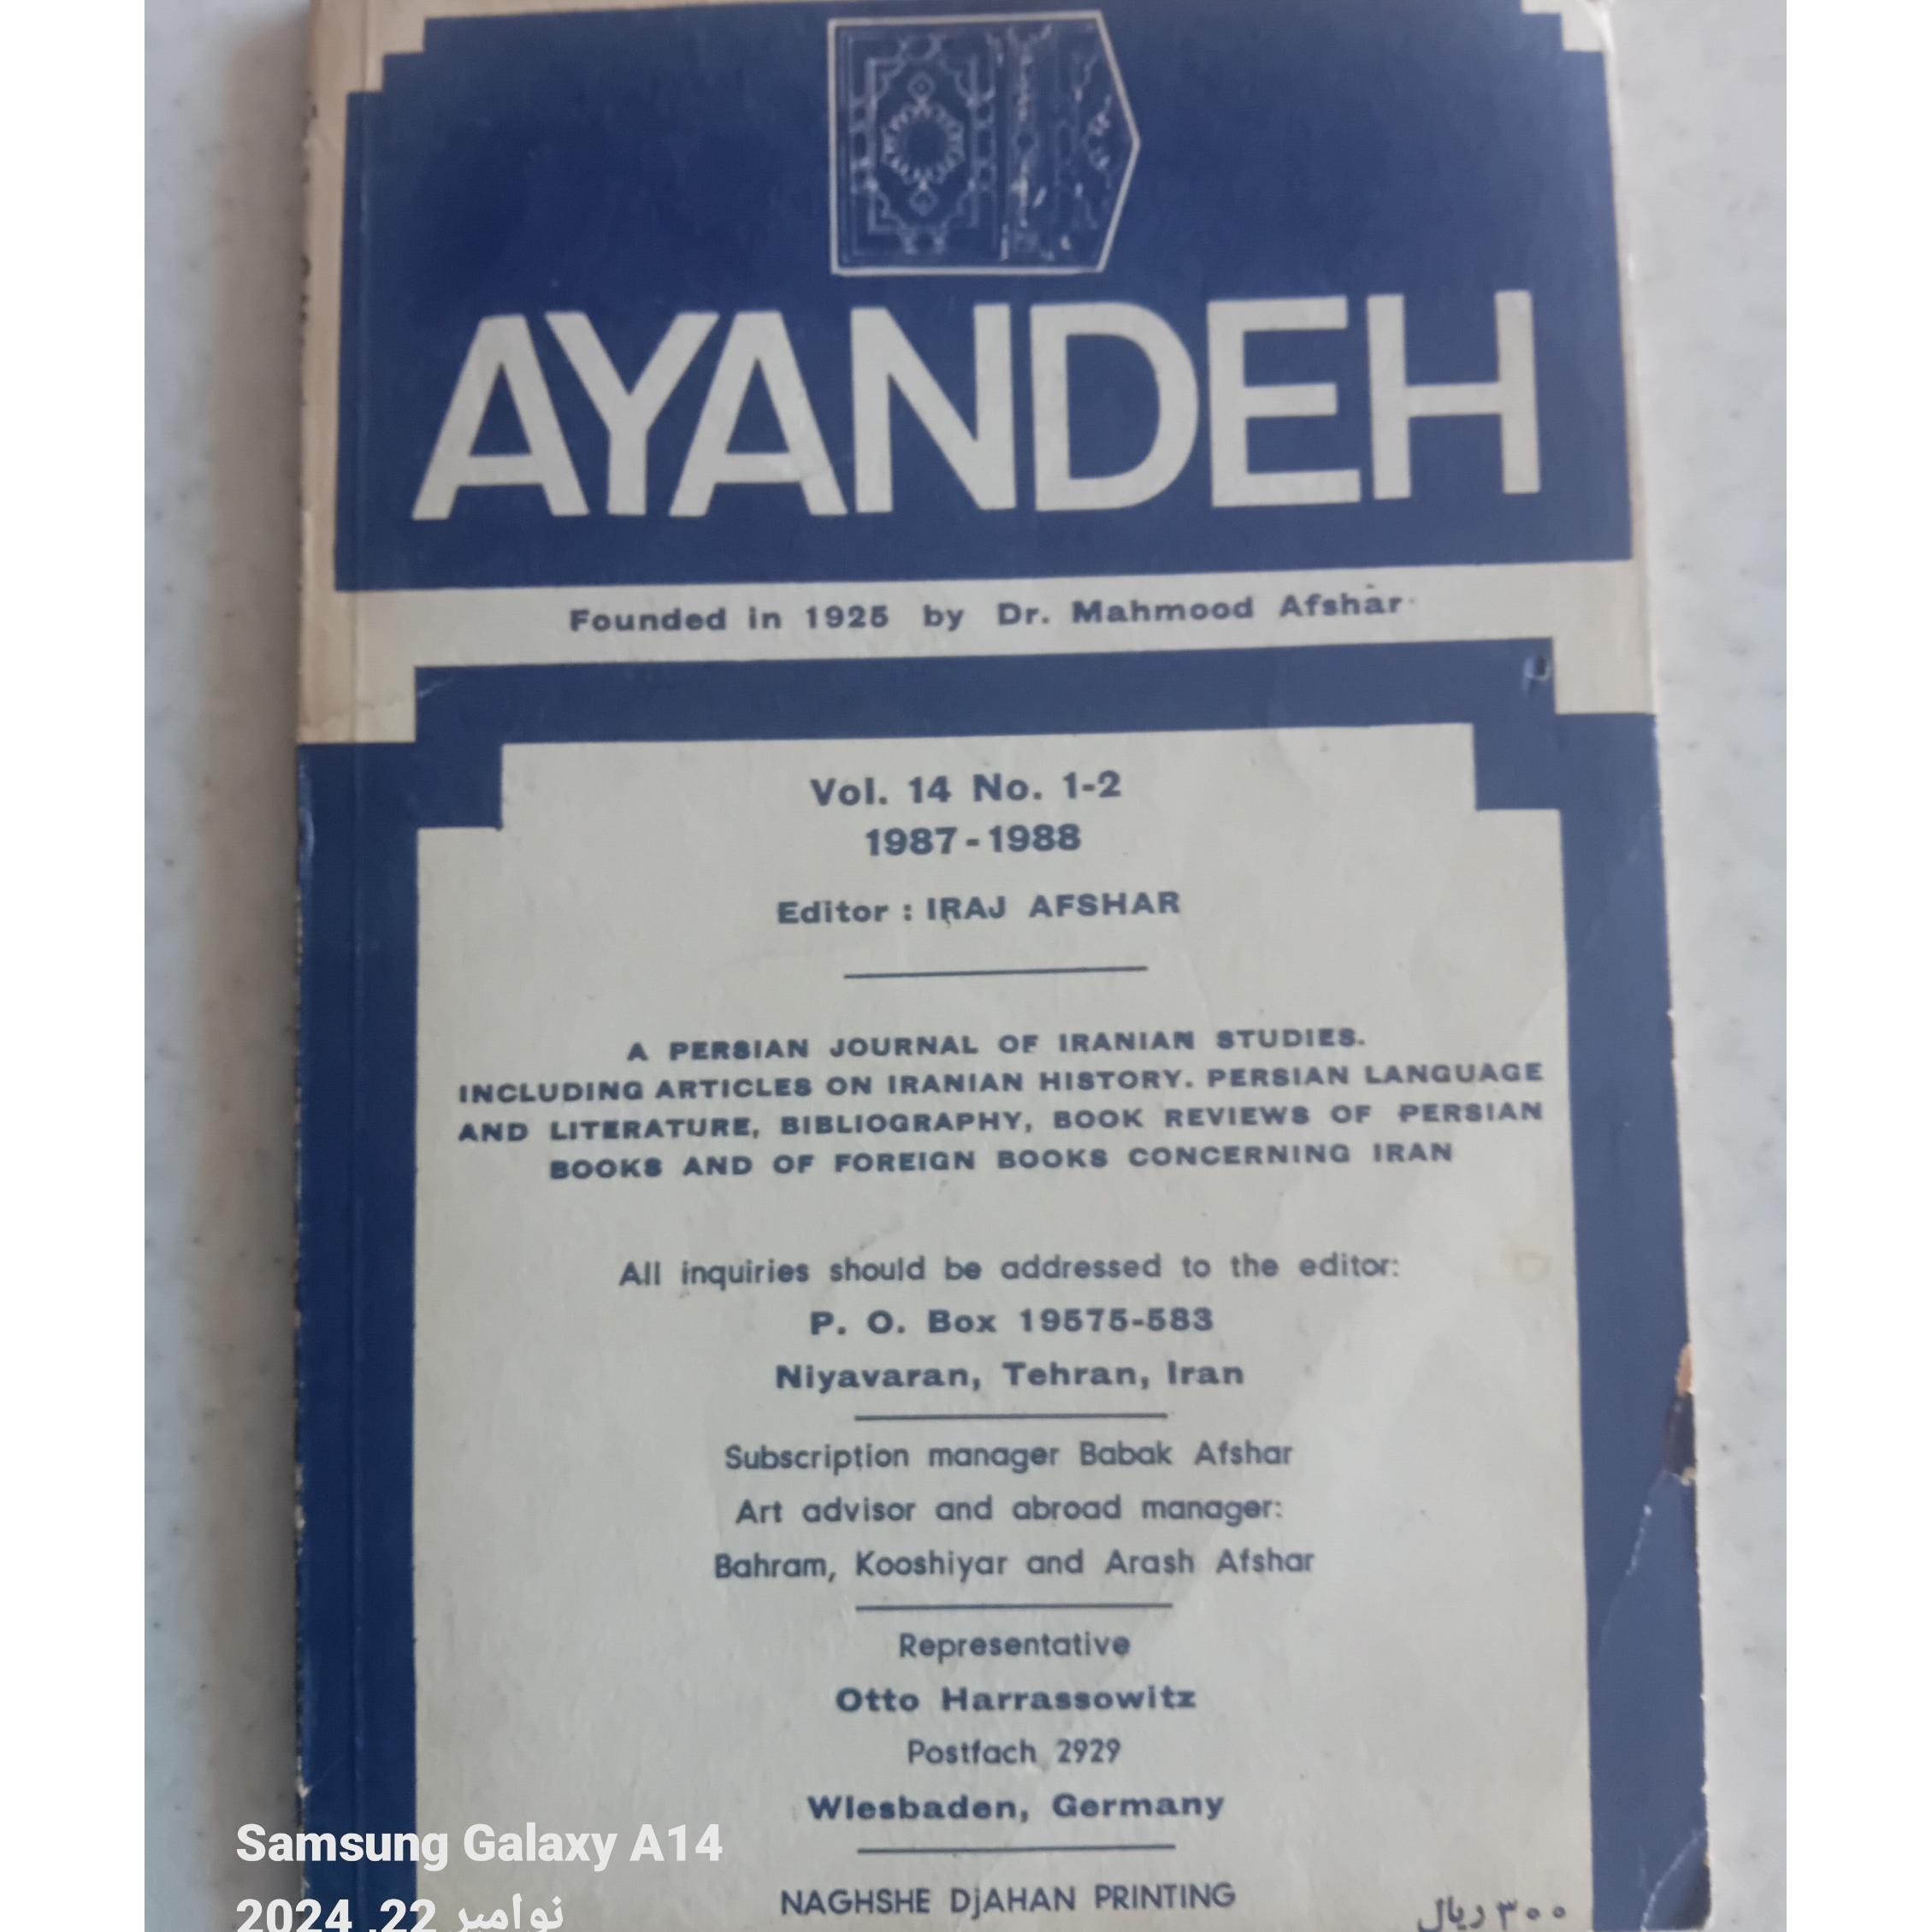 AYANDEH
Founded in 1925 by Dr. Mahmood Afshar
Vol. 14 No. 1-2
1987-1988
Editor : IRAJ AFSHAR
A PERSIAN JOURNAL OF IRANIAN STUDIES.
INCLUDING ARTICLES ON IRANIAN HISTORY. PERSIAN LANGUAGE
AND LITERATURE, BIBLIOGRAPHY, BOOK REVIEWS OF PERSIAN
BOOKS AND OF FOREIGN BOOKS CONCERNING IRAN
All inquiries should be addressed to the editor:
P. O. Box 19575-583
Niyavaran, Tehran, Iran
Subscription manager Babak Afshar
Art advisor and abroad manager:
Bahram, Kooshiyar and Arash Afshar
Representative
Otto Harrassowitz
Postfach 2929
Wiesbaden, Germany
NAGHSHE DjAHAN PRINTING
۳۰۰ ریال
Samsung Galaxy A14
2024 ,22 نوامبر